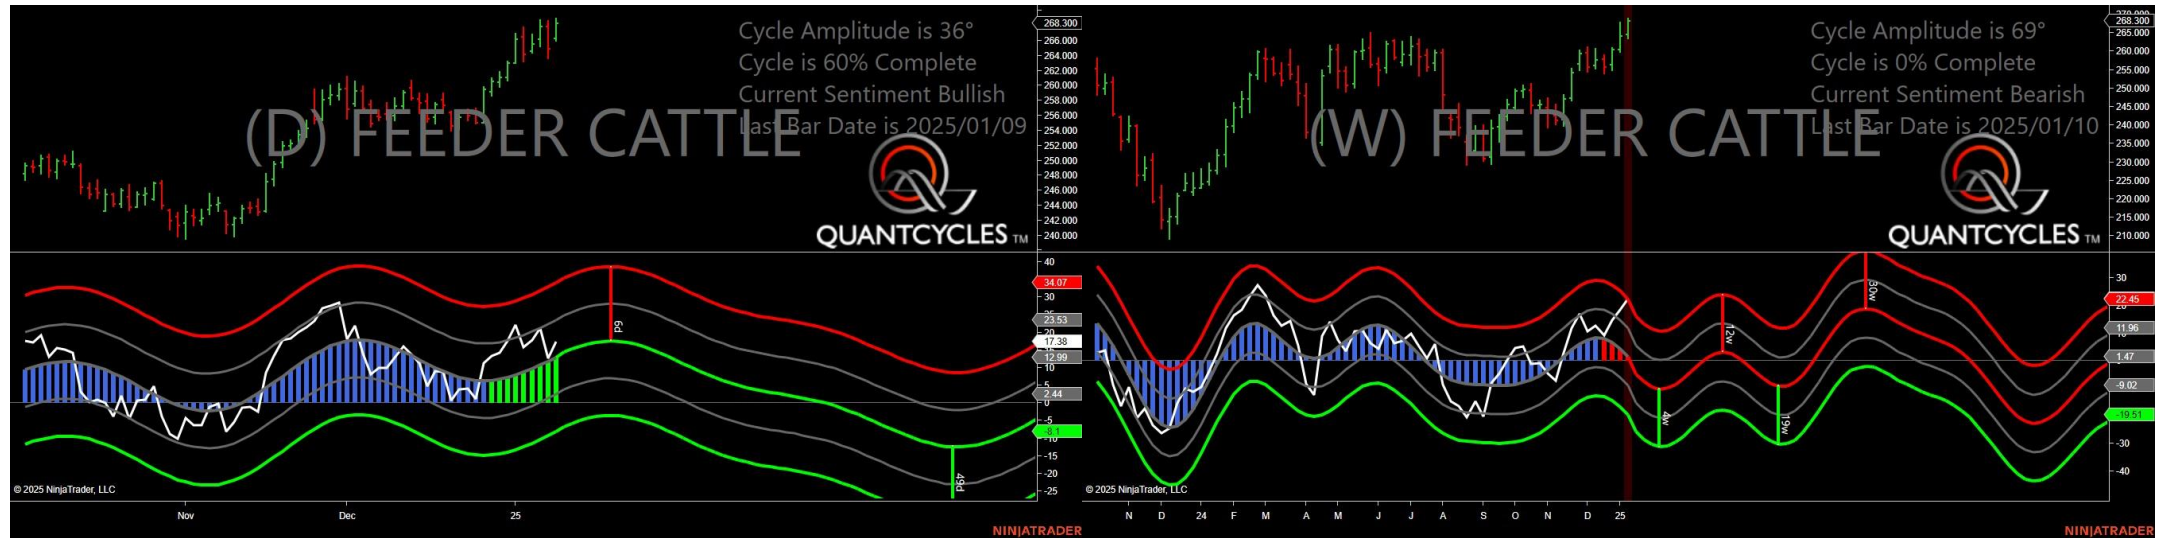 Cycle Amplitude is 36°
Cycle is 60% Complete
Current Sentiment Bullish
Last Bar Date is 2025/01/09
(D) FEEDER CATTLE
QUANTCYCLES TM
268.300
266.000
264.000
262.000
260.000
258.000
256.000
254.000
252.000
250.000
248.000
246.000
244.000
242.000
240.000
40
34.07
30
23.53
20
17.38
12.99
10
5
2.44
0
-5
-8.1
-10
-15
-20
-25
6d
49d
© 2025 NinjaTrader, LLC
Nov
Dec
25
NINJATRADER
Cycle Amplitude is 69°
Cycle is 0% Complete
Current Sentiment Bearish
Last Bar Date is 2025/01/10
(W) FEEDER CATTLE
QUANTCYCLES TM
270.000
268.300
265.000
260.000
255.000
250.000
245.000
240.000
235.000
230.000
225.000
220.000
215.000
210.000
30
22.45
11.96
1.47
-9.02
-19.51
-30
-40
4w
12w
19w
30w
© 2025 NinjaTrader, LLC
N D 24 F M A M J J A S O N D 25
NINJATRADER